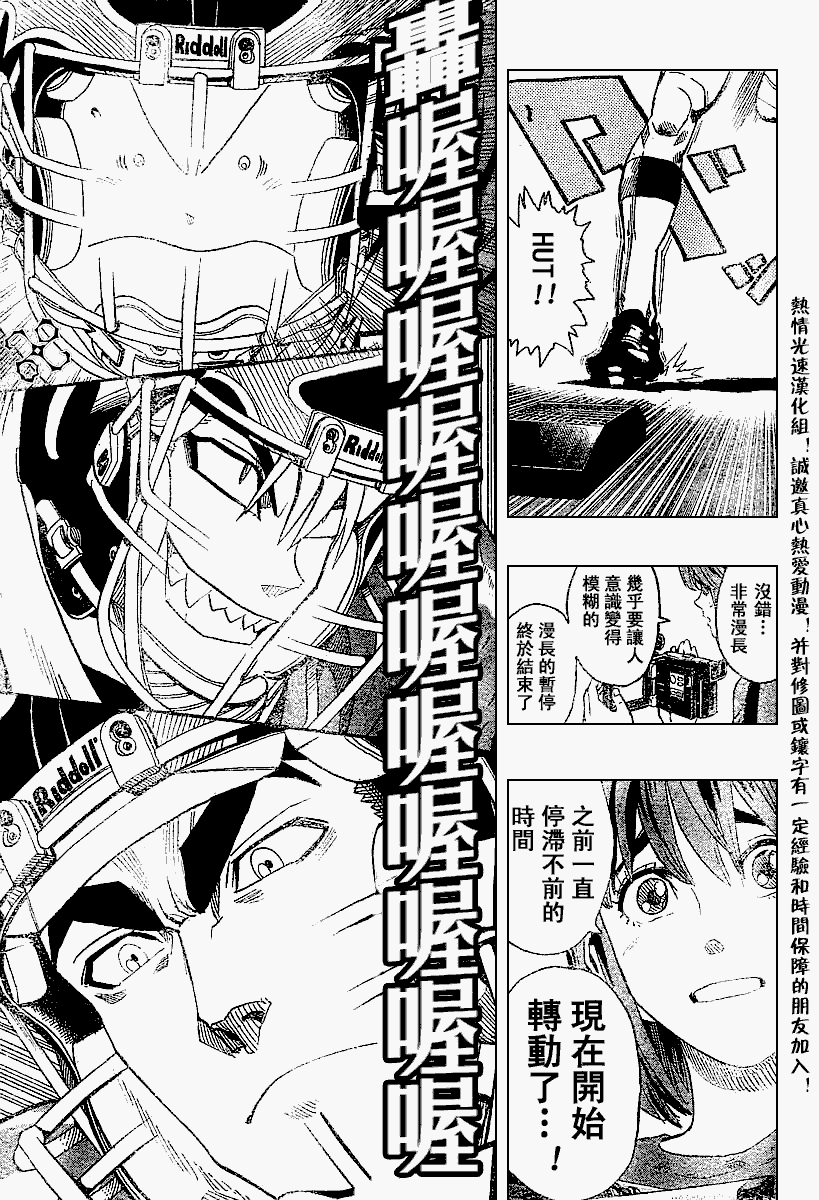 HUT!!
沒錯…
非常漫長
幾乎要讓人
意識變得
模糊的
漫長的暫停
終於結束了
之前一直
停滯不前的
時間
現在開始
轉動了…!
轟喔喔喔喔喔喔喔喔喔喔喔
Riddoll
Riddoll
Riddoll
熱情光速漢化組!誠邀真心熱愛動漫!并對修圖或鑲字有一定經驗和時間保障的朋友加入!